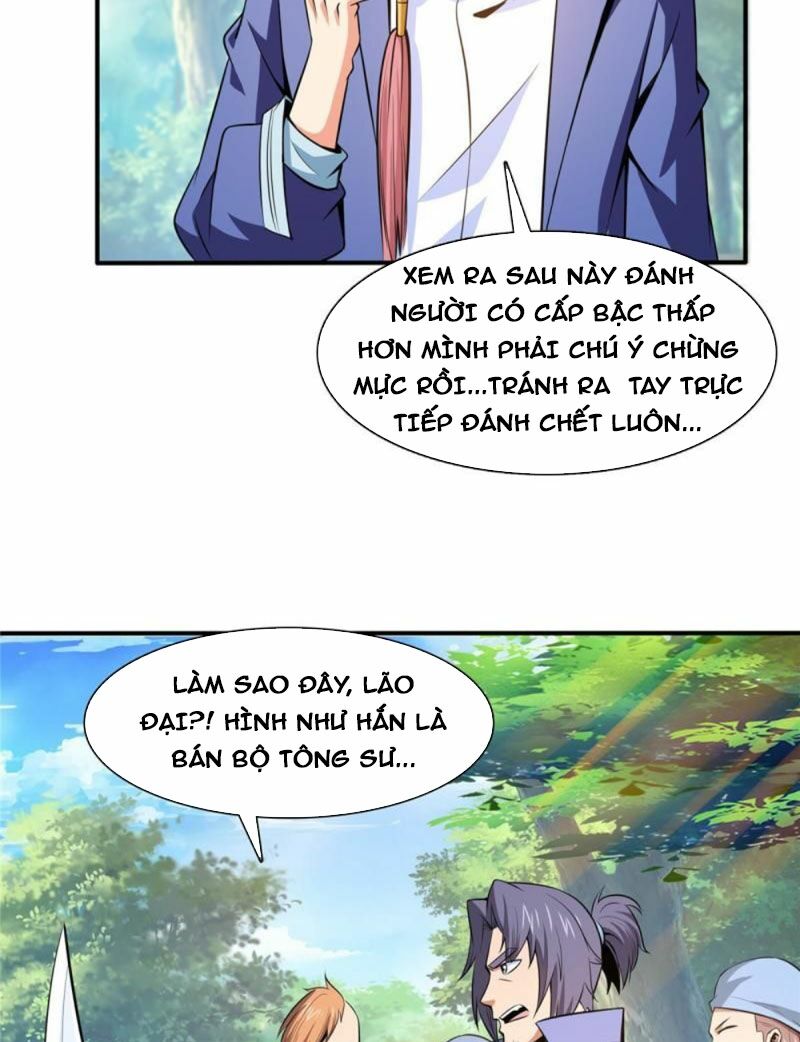 XEM RA SAU NÀY ĐÁNH
NGƯỜI CÓ CẤP BẬC THẤP
HƠN MÌNH PHẢI CHÚ Ý CHỪNG
MỰC RỒI...TRÁNH RA TAY TRỰC
TIẾP ĐÁNH CHẾT LUÔN...
LÀM SAO ĐÂY, LÃO
ĐẠI?! HÌNH NHƯ HẮN LÀ
BÁN BỘ TÔNG SƯ...